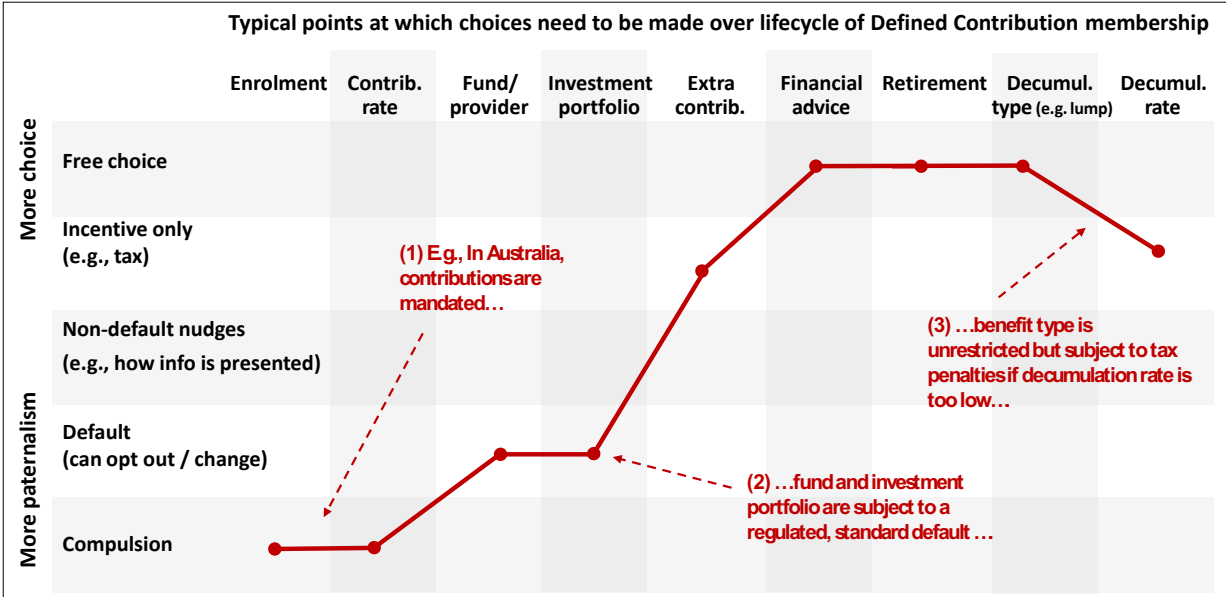 Typical points at which choices need to be made over lifecycle of Defined Contribution membership
Enrolment
Contrib.
rate
Fund/
provider
Investment
portfolio
Extra
contrib.
Financial
advice
Retirement
Decumul.
type (e.g. lump)
Decumul.
rate
More choice
More paternalism
Free choice
Incentive only
(e.g., tax)
Non-default nudges
(e.g., how info is presented)
Default
(can opt out / change)
Compulsion
(1) E.g., In Australia,
contributions are
mandated…
(3) …benefit type is
unrestricted but subject to tax
penalties if decumulation rate is
too low…
(2) …fund and investment
portfolio are subject to a
regulated, standard default …